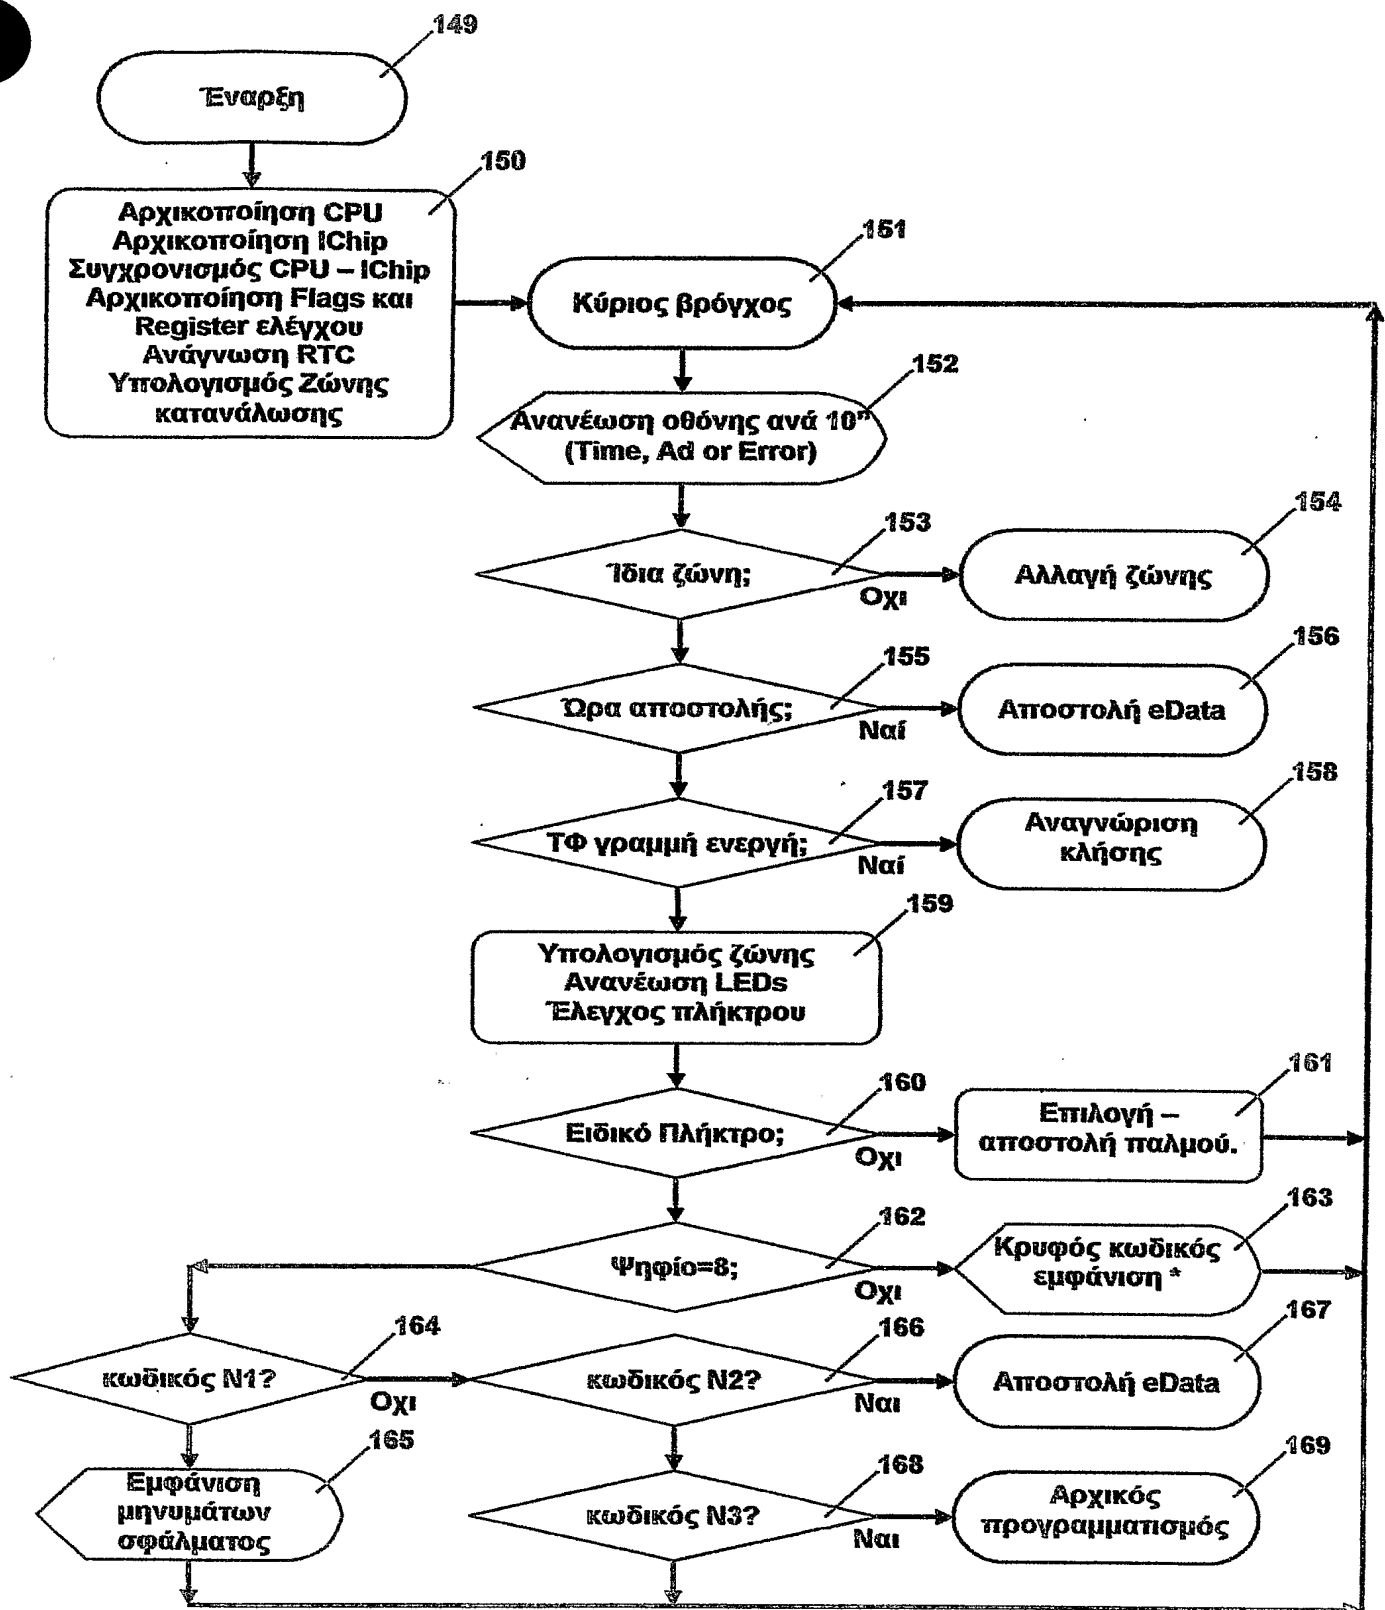 149
Έναρξη
150
Αρχικοποίηση CPU
Αρχικοποίηση IChip
Συγχρονισμός CPU – IChip
Αρχικοποίηση Flags και
Register ελέγχου
Ανάγνωση RTC
Υπολογισμός Ζώνης
κατανάλωσης
151
Κύριος βρόγχος
152
Ανανέωση οθόνης ανά 10"
(Time, Ad or Error)
153
Ίδια ζώνη;
Οχι
154
Αλλαγή ζώνης
155
Ώρα αποστολής;
Ναί
156
Αποστολή eData
157
ΤΦ γραμμή ενεργή;
Ναί
158
Αναγνώριση
κλήσης
159
Υπολογισμός ζώνης
Ανανέωση LEDs
Έλεγχος πλήκτρου
160
Ειδικό Πλήκτρο;
Οχι
161
Επιλογή –
αποστολή παλμού.
162
Ψηφίο=8;
Οχι
163
Κρυφός κωδικός
εμφάνιση *
164
κωδικός N1?
Οχι
166
κωδικός N2?
Ναι
167
Αποστολή eData
165
Εμφάνιση
μηνυμάτων
σφάλματος
168
κωδικός N3?
Ναι
169
Αρχικός
προγραμματισμός